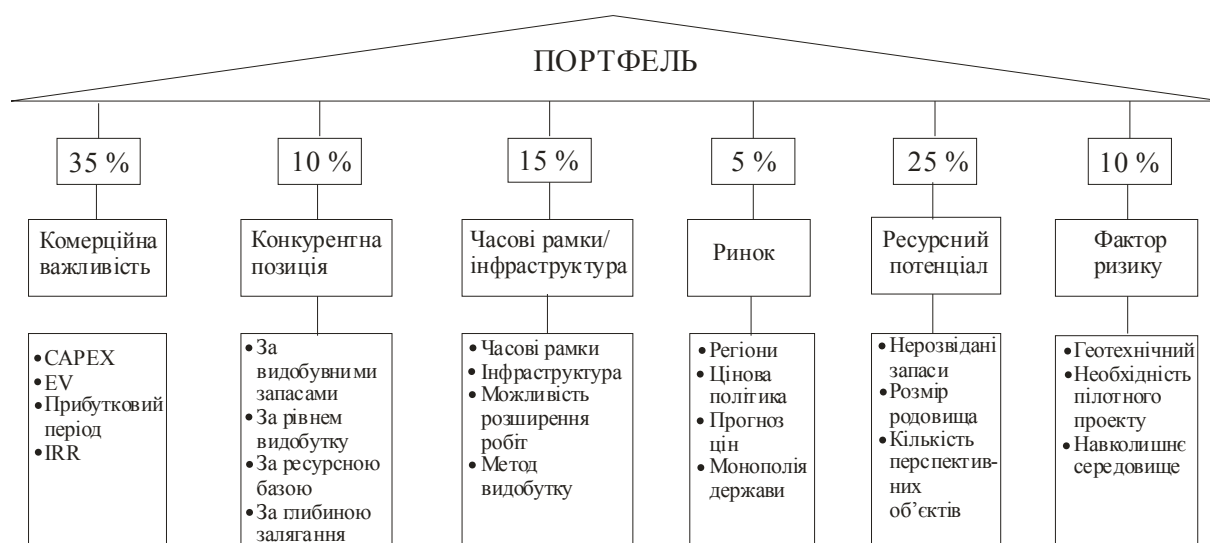 ПОРТФЕЛЬ
35 %
10 %
15 %
5 %
25 %
10 %
Комерційна
важливість
Конкурентна
позиція
Часові рамки/
інфраструктура
Ринок
Ресурсний
потенціал
Фактор
ризику
•CAPEX
•EV
•Прибутковий
період
•IRR
•За
видобувними
запасами
•За рівнем
видобутку
•За ресурсною
базою
•За глибиною
залягання
•Часові рамки
•Інфраструктура
•Можливість
розширення
робіт
•Метод
видобутку
•Регіони
•Цінова
політика
•Прогноз
цін
•Монополія
держави
•Нерозвідані
запаси
•Розмір
родовища
•Кількість
перспектив-
них
об’єктів
•Геотехнічний
•Необхідність
пілотного
проекту
•Навколишнє
середовище